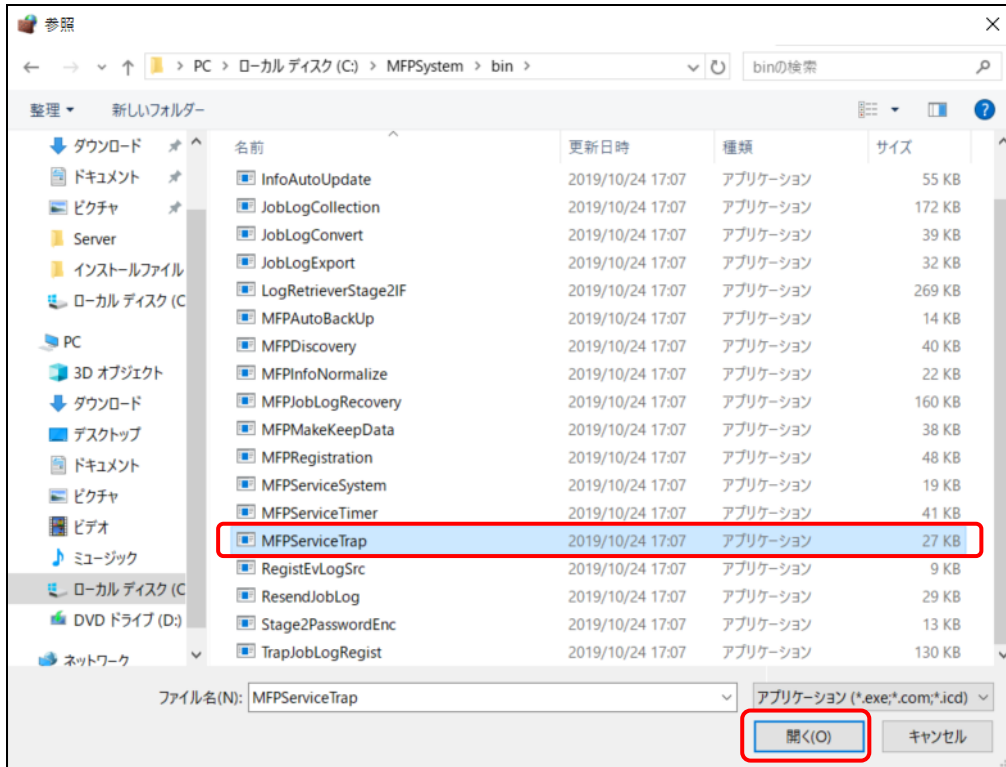 参照
PC > ローカル ディスク (C:) > MFPSystem > bin >
binの検索
整理 新しいフォルダー
ダウンロード
ドキュメント
ピクチャ
Server
インストールファイル
ローカル ディスク (C
PC
3D オブジェクト
ダウンロード
デスクトップ
ドキュメント
ピクチャ
ビデオ
ミュージック
ローカル ディスク (C
DVD ドライブ (D:)
ネットワーク
名前 更新日時 種類 サイズ
InfoAutoUpdate 2019/10/24 17:07 アプリケーション 55 KB
JobLogCollection 2019/10/24 17:07 アプリケーション 172 KB
JobLogConvert 2019/10/24 17:07 アプリケーション 39 KB
JobLogExport 2019/10/24 17:07 アプリケーション 32 KB
LogRetrieverStage2IF 2019/10/24 17:07 アプリケーション 269 KB
MFPAutoBackUp 2019/10/24 17:07 アプリケーション 14 KB
MFPDiscovery 2019/10/24 17:07 アプリケーション 40 KB
MFPInfoNormalize 2019/10/24 17:07 アプリケーション 22 KB
MFPJobLogRecovery 2019/10/24 17:07 アプリケーション 160 KB
MFPMakeKeepData 2019/10/24 17:07 アプリケーション 38 KB
MFPRegistration 2019/10/24 17:07 アプリケーション 48 KB
MFPServiceSystem 2019/10/24 17:07 アプリケーション 19 KB
MFPServiceTimer 2019/10/24 17:07 アプリケーション 41 KB
MFPServiceTrap 2019/10/24 17:07 アプリケーション 27 KB
RegistEvLogSrc 2019/10/24 17:07 アプリケーション 9 KB
ResendJobLog 2019/10/24 17:07 アプリケーション 29 KB
Stage2PasswordEnc 2019/10/24 17:07 アプリケーション 13 KB
TrapJobLogRegist 2019/10/24 17:07 アプリケーション 130 KB
ファイル名(N): MFPServiceTrap アプリケーション (*.exe;*.com;*.icd)
開く(O) キャンセル